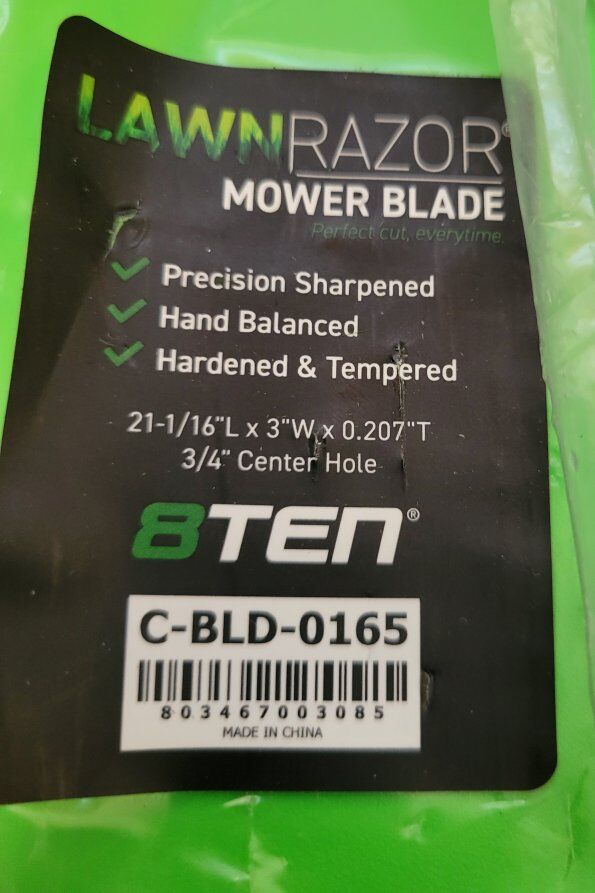 LAWNRAZOR®
MOWER BLADE
Perfect cut, everytime.
Precision Sharpened
Hand Balanced
Hardened & Tempered
21-1/16"L x 3"W x 0.207"T
3/4" Center Hole
8TEN®
C-BLD-0165
803467003085
MADE IN CHINA